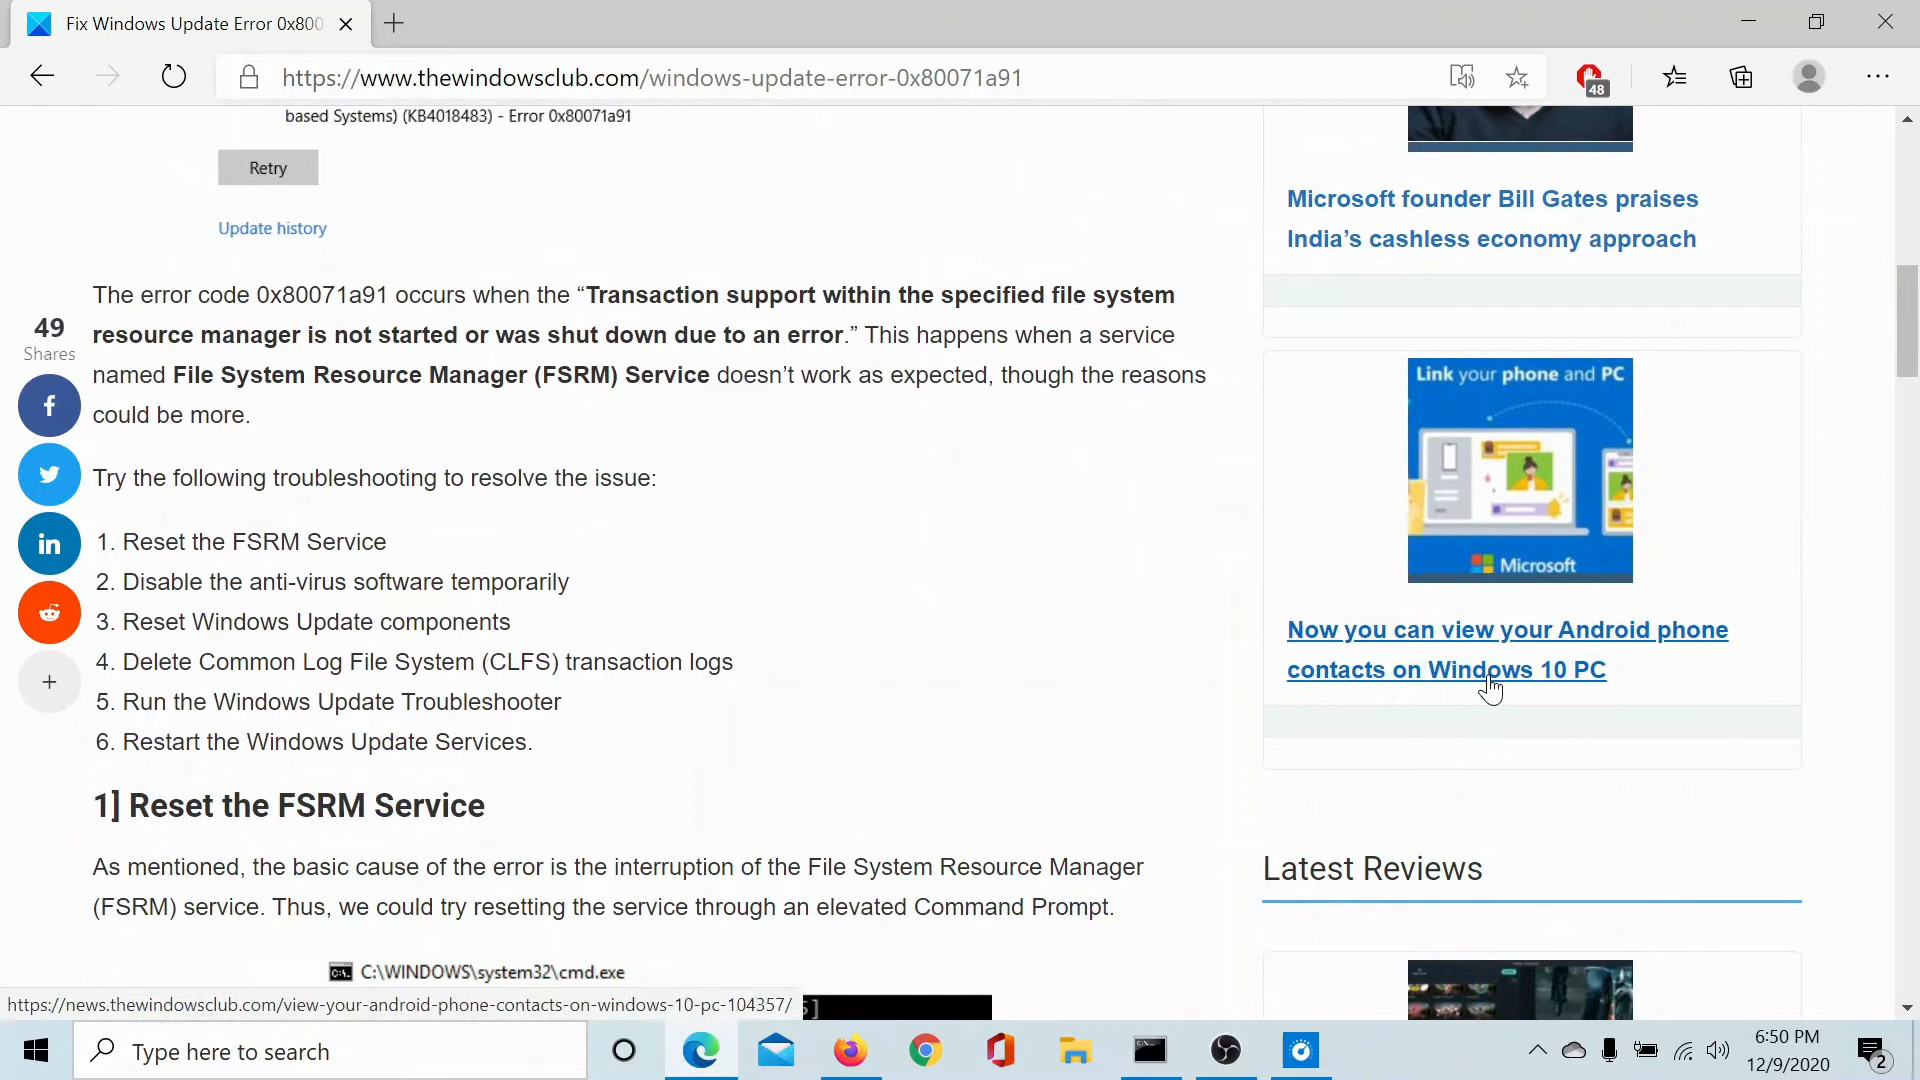 Fix Windows Update Error 0x800
https://www.thewindowsclub.com/windows-update-error-0x80071a91
48
based Systems) (KB4018483) - Error 0x80071a91
Retry
Update history
The error code 0x80071a91 occurs when the “Transaction support within the specified file system
resource manager is not started or was shut down due to an error.” This happens when a service
named File System Resource Manager (FSRM) Service doesn’t work as expected, though the reasons
could be more.
Try the following troubleshooting to resolve the issue:
1. Reset the FSRM Service
2. Disable the anti-virus software temporarily
3. Reset Windows Update components
4. Delete Common Log File System (CLFS) transaction logs
5. Run the Windows Update Troubleshooter
6. Restart the Windows Update Services.
1] Reset the FSRM Service
As mentioned, the basic cause of the error is the interruption of the File System Resource Manager
(FSRM) service. Thus, we could try resetting the service through an elevated Command Prompt.
C:\WINDOWS\system32\cmd.exe
49
Shares
f
in
+
Microsoft founder Bill Gates praises
India’s cashless economy approach
Link your phone and PC
Microsoft
Now you can view your Android phone
contacts on Windows 10 PC
Latest Reviews
https://news.thewindowsclub.com/view-your-android-phone-contacts-on-windows-10-pc-104357/
Type here to search
6:50 PM
12/9/2020
2